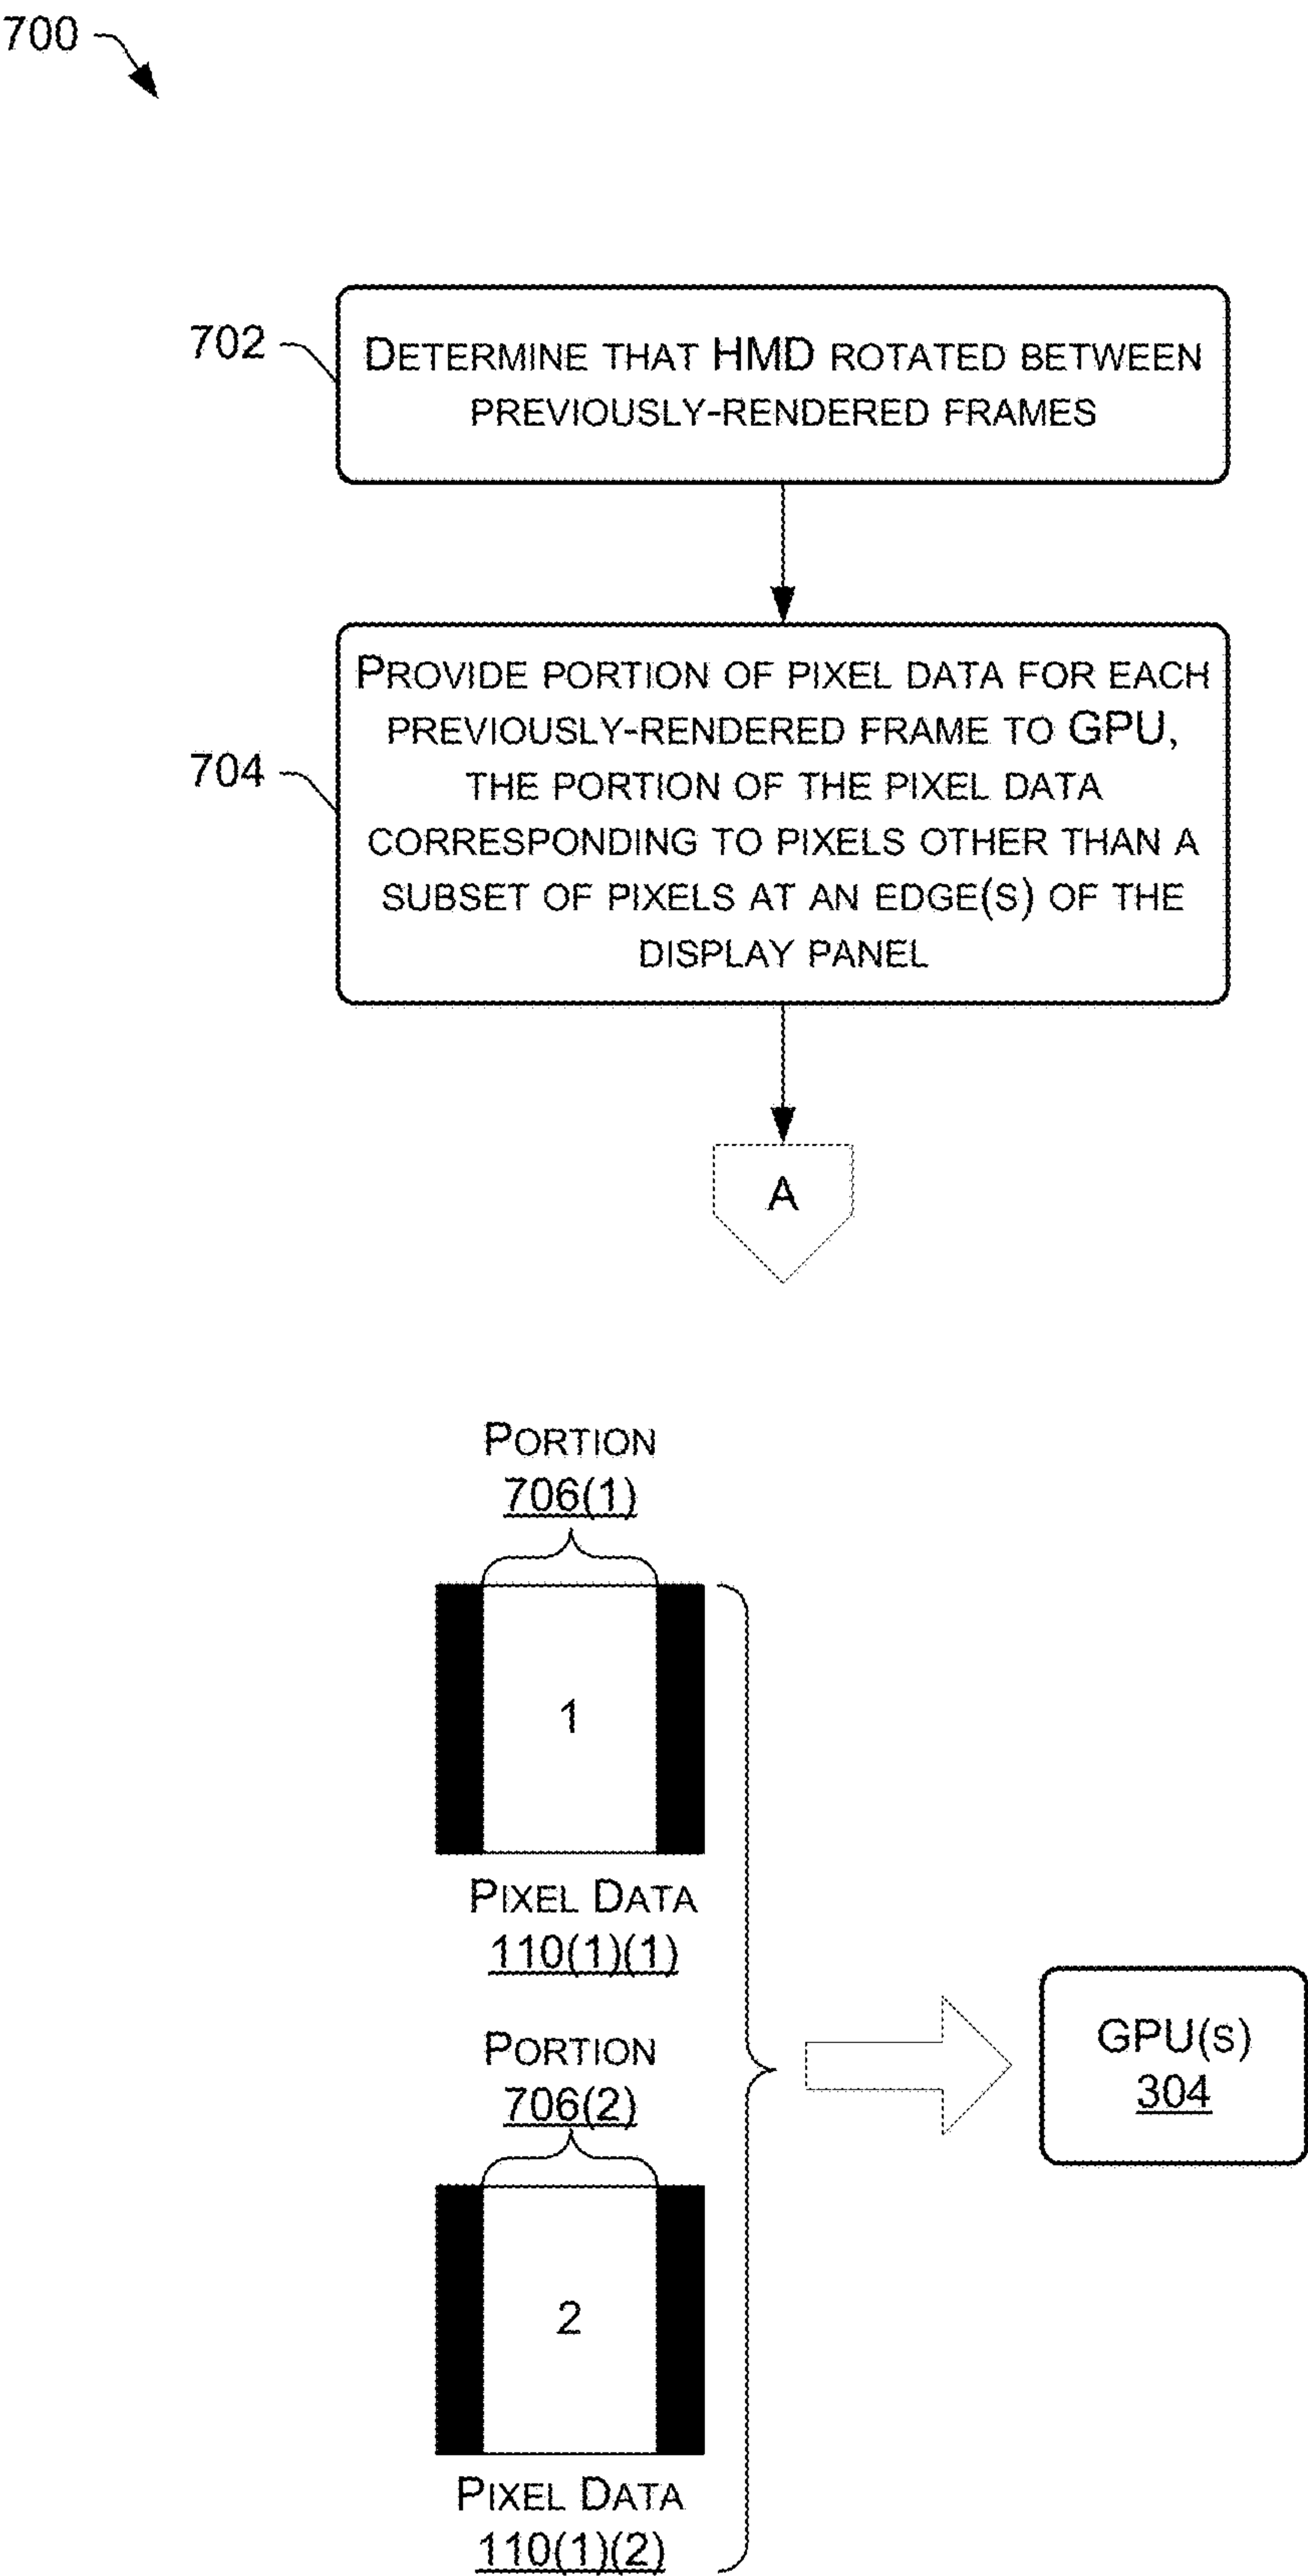 700
702
DETERMINE THAT HMD ROTATED BETWEEN
PREVIOUSLY-RENDERED FRAMES
704
PROVIDE PORTION OF PIXEL DATA FOR EACH
PREVIOUSLY-RENDERED FRAME TO GPU,
THE PORTION OF THE PIXEL DATA
CORRESPONDING TO PIXELS OTHER THAN A
SUBSET OF PIXELS AT AN EDGE(S) OF THE
DISPLAY PANEL
A
PORTION
706(1)
1
PIXEL DATA
110(1)(1)
PORTION
706(2)
2
PIXEL DATA
110(1)(2)
GPU(S)
304